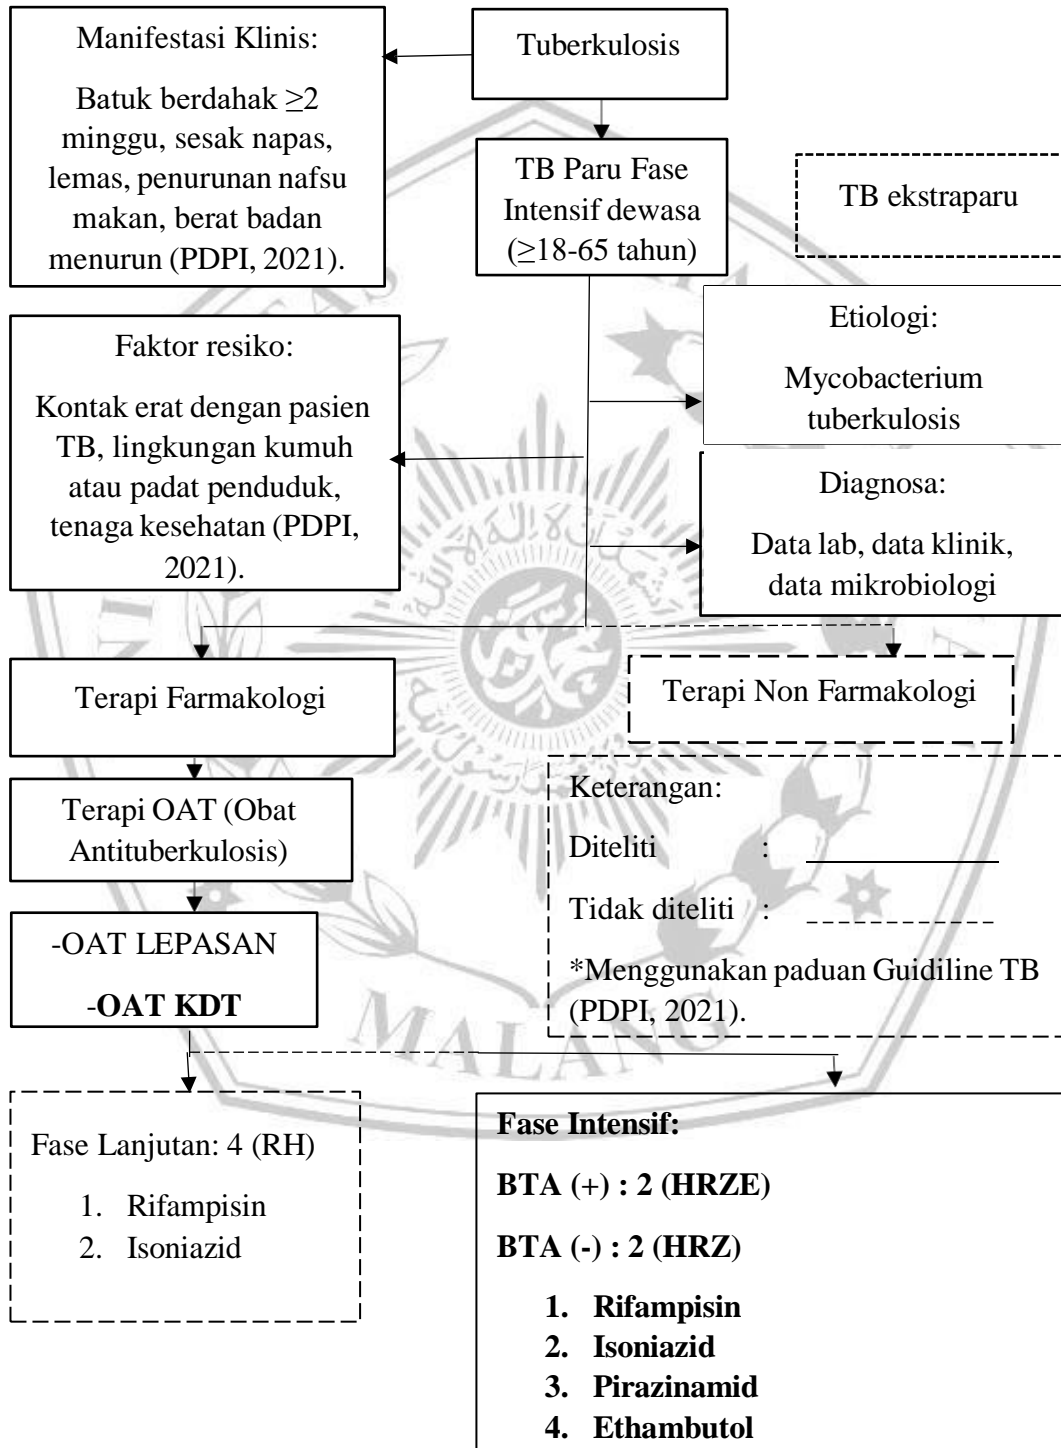 Manifestasi Klinis:
Batuk berdahak ≥2
minggu, sesak napas,
lemas, penurunan nafsu
makan, berat badan
menurun (PDPI, 2021).
Tuberkulosis
TB Paru Fase
Intensif dewasa
(≥18-65 tahun)
TB ekstraparu
Etiologi:
Mycobacterium
tuberkulosis
Faktor resiko:
Kontak erat dengan pasien
TB, lingkungan kumuh
atau padat penduduk,
tenaga kesehatan (PDPI,
2021).
Diagnosa:
Data lab, data klinik,
data mikrobiologi
Terapi Farmakologi
Terapi Non Farmakologi
Terapi OAT (Obat
Antituberkulosis)
Keterangan:
Diteliti :
Tidak diteliti :
*Menggunakan paduan Guidiline TB
(PDPI, 2021).
-OAT LEPASAN
-OAT KDT
MALANG
Fase Lanjutan: 4 (RH)
1. Rifampisin
2. Isoniazid
Fase Intensif:
BTA (+) : 2 (HRZE)
BTA (-) : 2 (HRZ)
1. Rifampisin
2. Isoniazid
3. Pirazinamid
4. Ethambutol